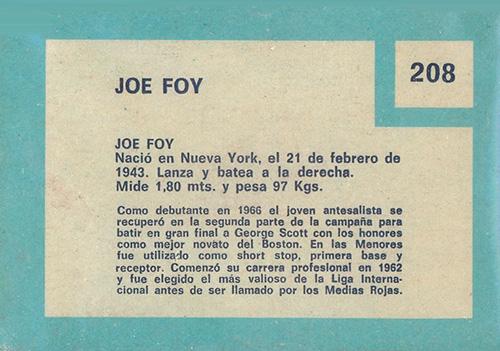 208
JOE FOY
JOE FOY
Nació en Nueva York, el 21 de febrero de
1943. Lanza y batea a la derecha.
Mide 1,80 mts. y pesa 97 Kgs.
Como debutante en 1966 el joven antesalista se
recuperó en la segunda parte de la campaña para
batir en gran final a George Scott con los honores
como mejor novato del Boston. En las Menores
fue utilizado como short stop, primera base y
receptor. Comenzó su carrera profesional en 1962
y fue elegido el más valioso de la Liga Interna-
cional antes de ser llamado por los Medias Rojas.